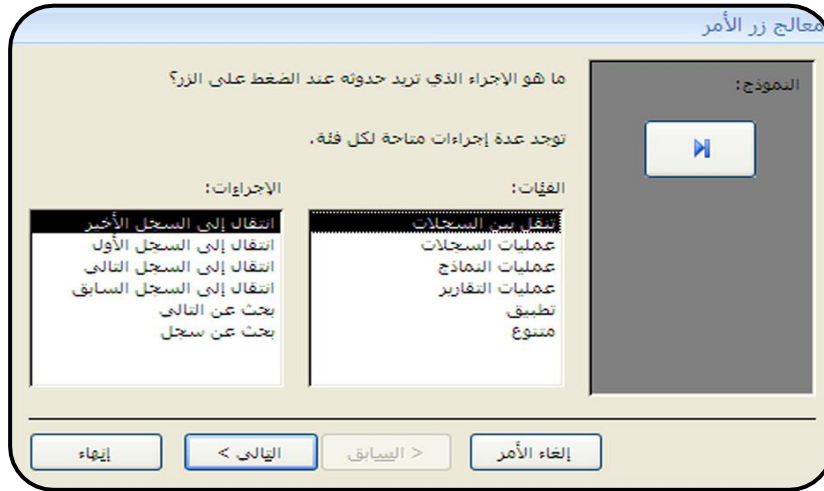 معالج زر الأمر
ما هو الإجراء الذي تريد حدوثه عند الضغط على الزر؟
النموذج:
توجد عدة إجراءات متاحة لكل فئة.
الفئات:
الإجراءات:
تنقل بين السجلات
عمليات السجلات
عمليات النماذج
عمليات التقارير
تطبيق
متنوع
انتقال إلى السجل الأخير
انتقال إلى السجل الأول
انتقال إلى السجل التالي
انتقال إلى السجل السابق
بحث عن التالي
بحث عن سجل
إلغاء الأمر
< السابق
التالي >
إنهاء